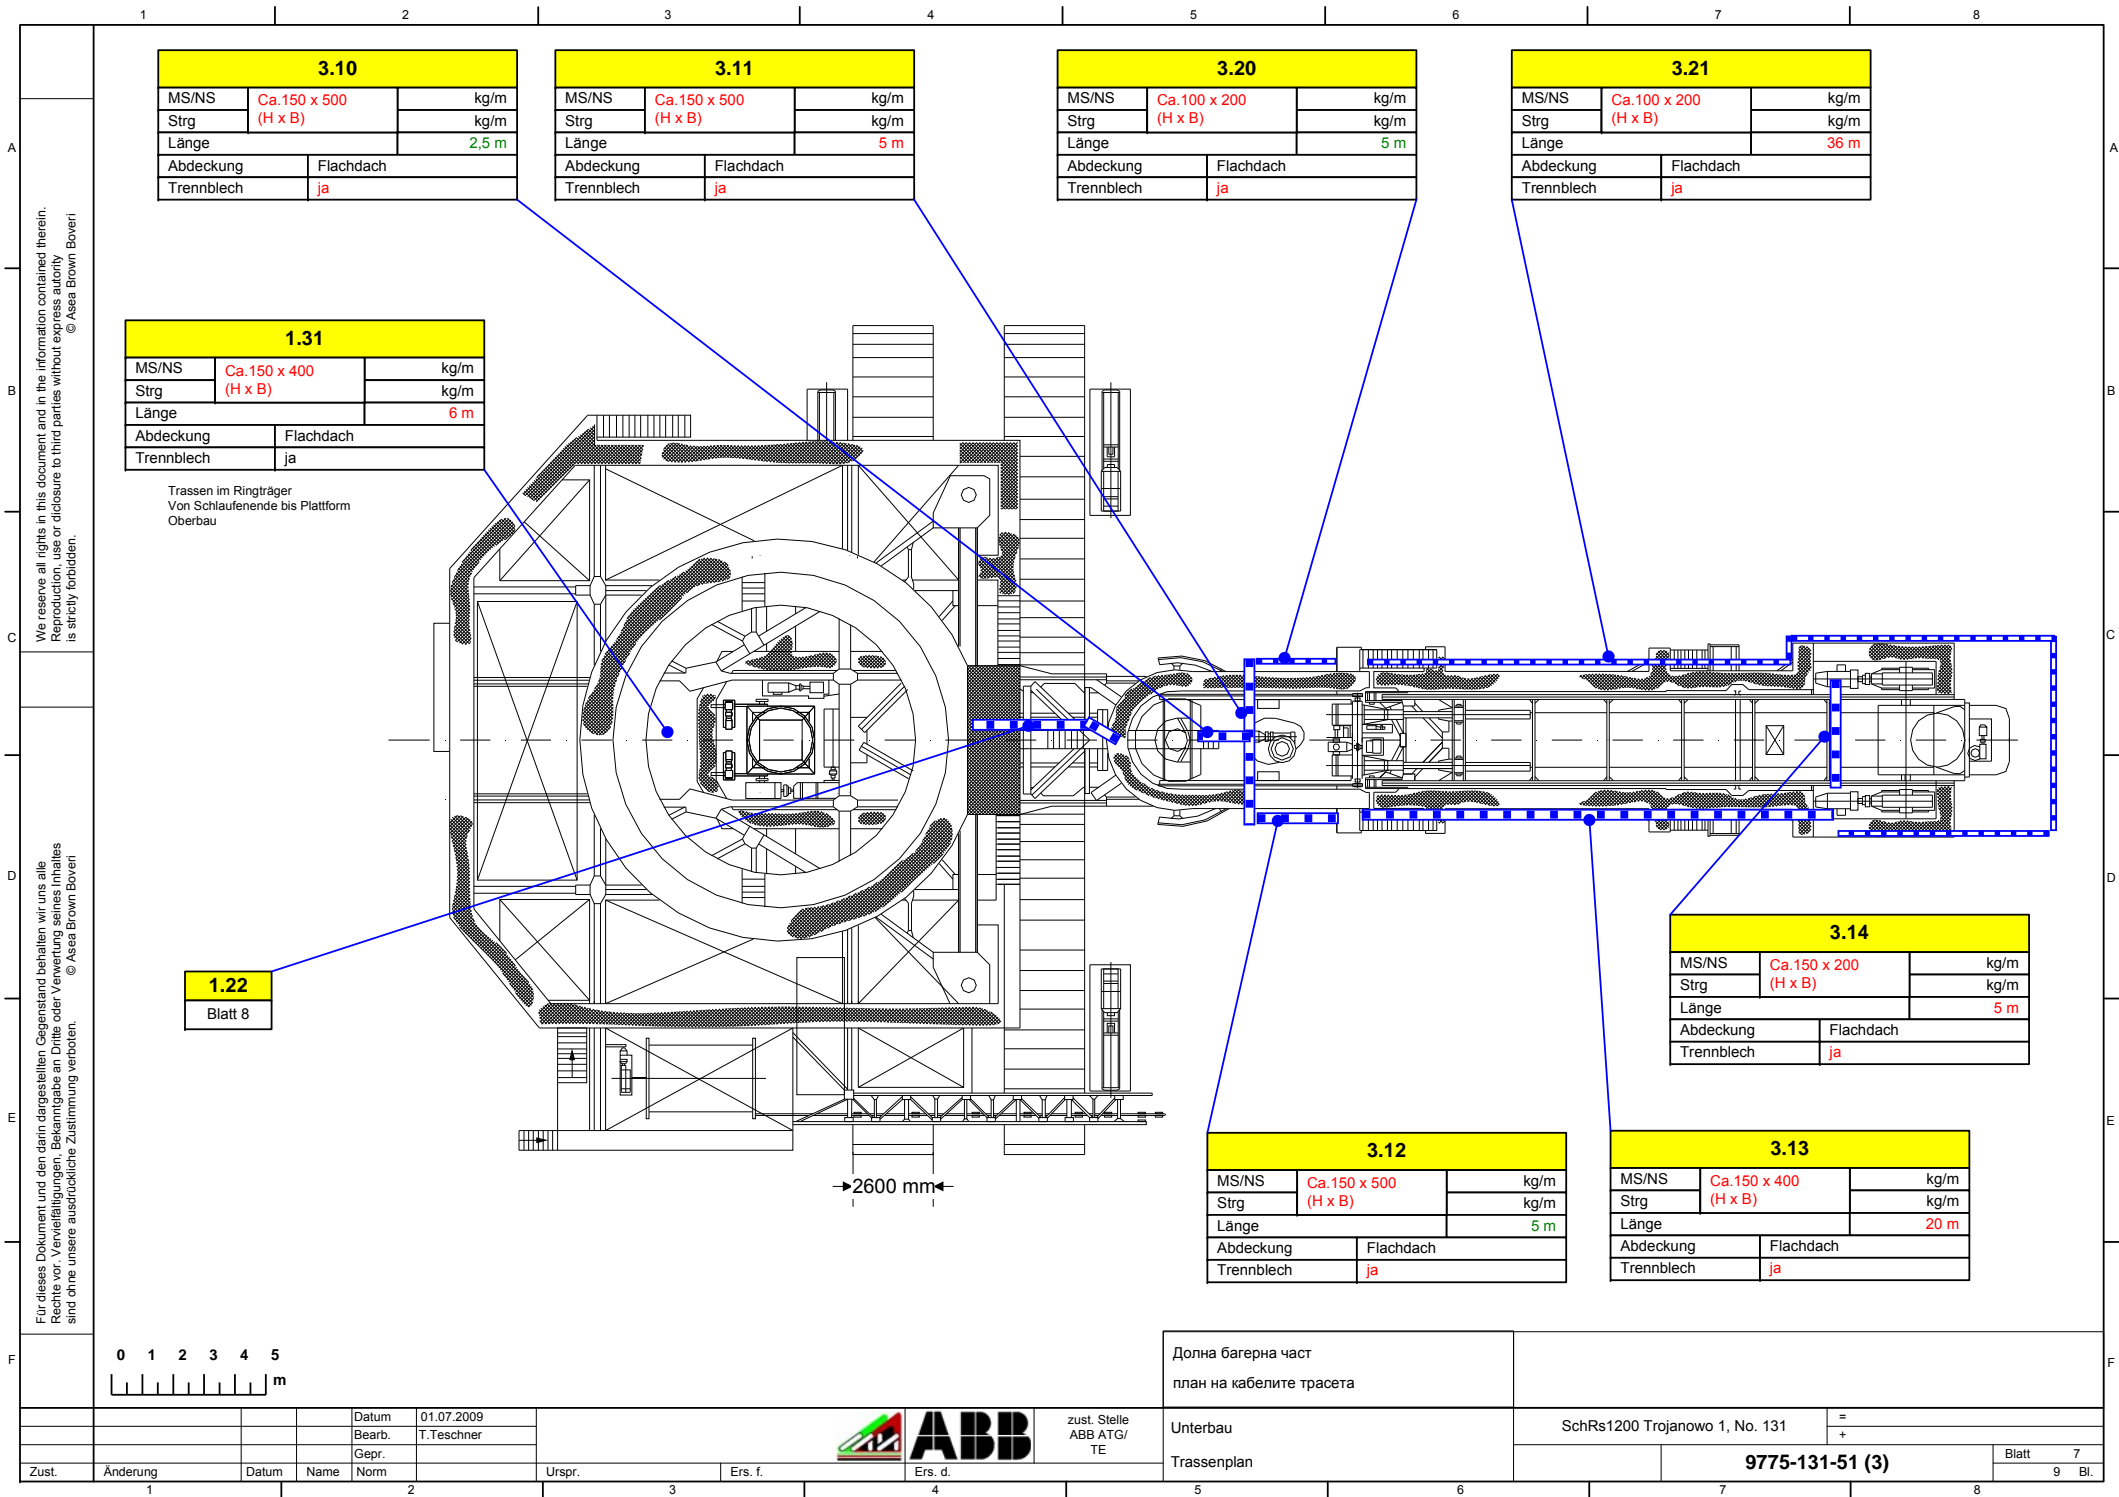 1 2 3 4 5 6 7 8
A
B
C
D
E
F
A
B
C
D
E
F
We reserve all rights in this document and in the information contained therein.
Reproduction, use or diclosure to third parties without express autority
is strictly forbidden. © Asea Brown Boveri
Für dieses Dokument und den darin dargestellten Gegenstand behalten wir uns alle
Rechte vor. Vervielfältigungen, Bekanntgabe an Dritte oder Verwertung seines Inhaltes
sind ohne unsere ausdrückliche Zustimmung verboten. © Asea Brown Boveri
3.10
MS/NS Ca.150 x 500 kg/m
Strg (H x B) kg/m
Länge 2,5 m
Abdeckung Flachdach
Trennblech ja
3.11
MS/NS Ca.150 x 500 kg/m
Strg (H x B) kg/m
Länge 5 m
Abdeckung Flachdach
Trennblech ja
3.20
MS/NS Ca.100 x 200 kg/m
Strg (H x B) kg/m
Länge 5 m
Abdeckung Flachdach
Trennblech ja
3.21
MS/NS Ca.100 x 200 kg/m
Strg (H x B) kg/m
Länge 36 m
Abdeckung Flachdach
Trennblech ja
1.31
MS/NS Ca.150 x 400 kg/m
Strg (H x B) kg/m
Länge 6 m
Abdeckung Flachdach
Trennblech ja
Trassen im Ringträger
Von Schlaufenende bis Plattform
Oberbau
1.22
Blatt 8
3.14
MS/NS Ca.150 x 200 kg/m
Strg (H x B) kg/m
Länge 5 m
Abdeckung Flachdach
Trennblech ja
3.12
MS/NS Ca.150 x 500 kg/m
Strg (H x B) kg/m
Länge 5 m
Abdeckung Flachdach
Trennblech ja
3.13
MS/NS Ca.150 x 400 kg/m
Strg (H x B) kg/m
Länge 20 m
Abdeckung Flachdach
Trennblech ja
2600 mm
0 1 2 3 4 5
m
Долна багерна част
план на кабелите трасета
Datum 01.07.2009
Bearb. T.Teschner
Gepr.
Zust. Änderung Datum Name Norm
Urspr. Ers. f. Ers. d.
ABB
zust. Stelle
ABB ATG/
TE
Unterbau
Trassenplan
SchRs1200 Trojanowo 1, No. 131
=
+
9775-131-51 (3)
Blatt 7
9 Bl.
1 2 3 4 5 6 7 8